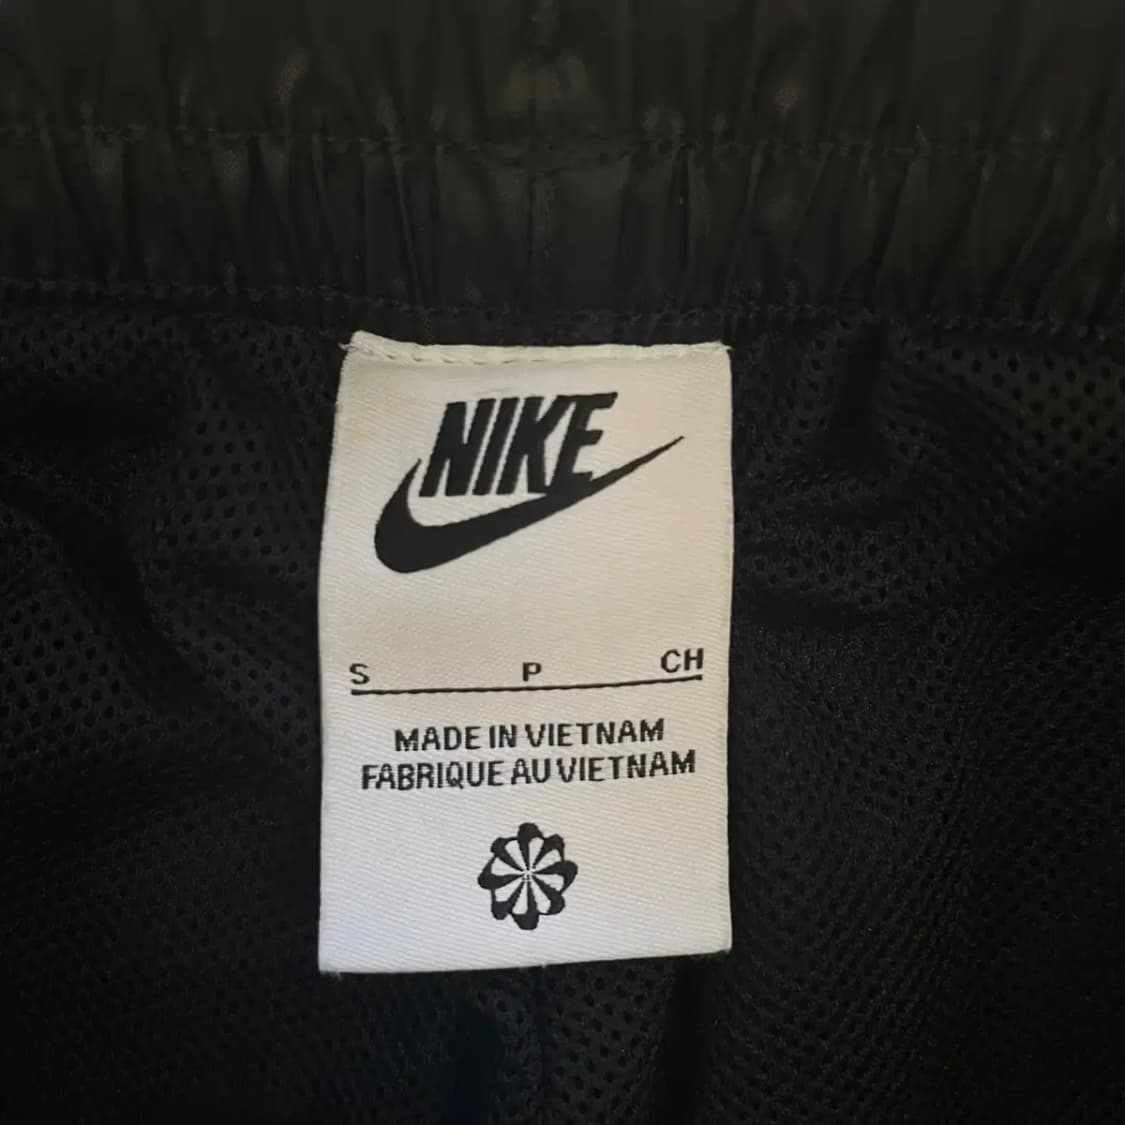 NIKE
S P CH
MADE IN VIETNAM
FABRIQUE AU VIETNAM